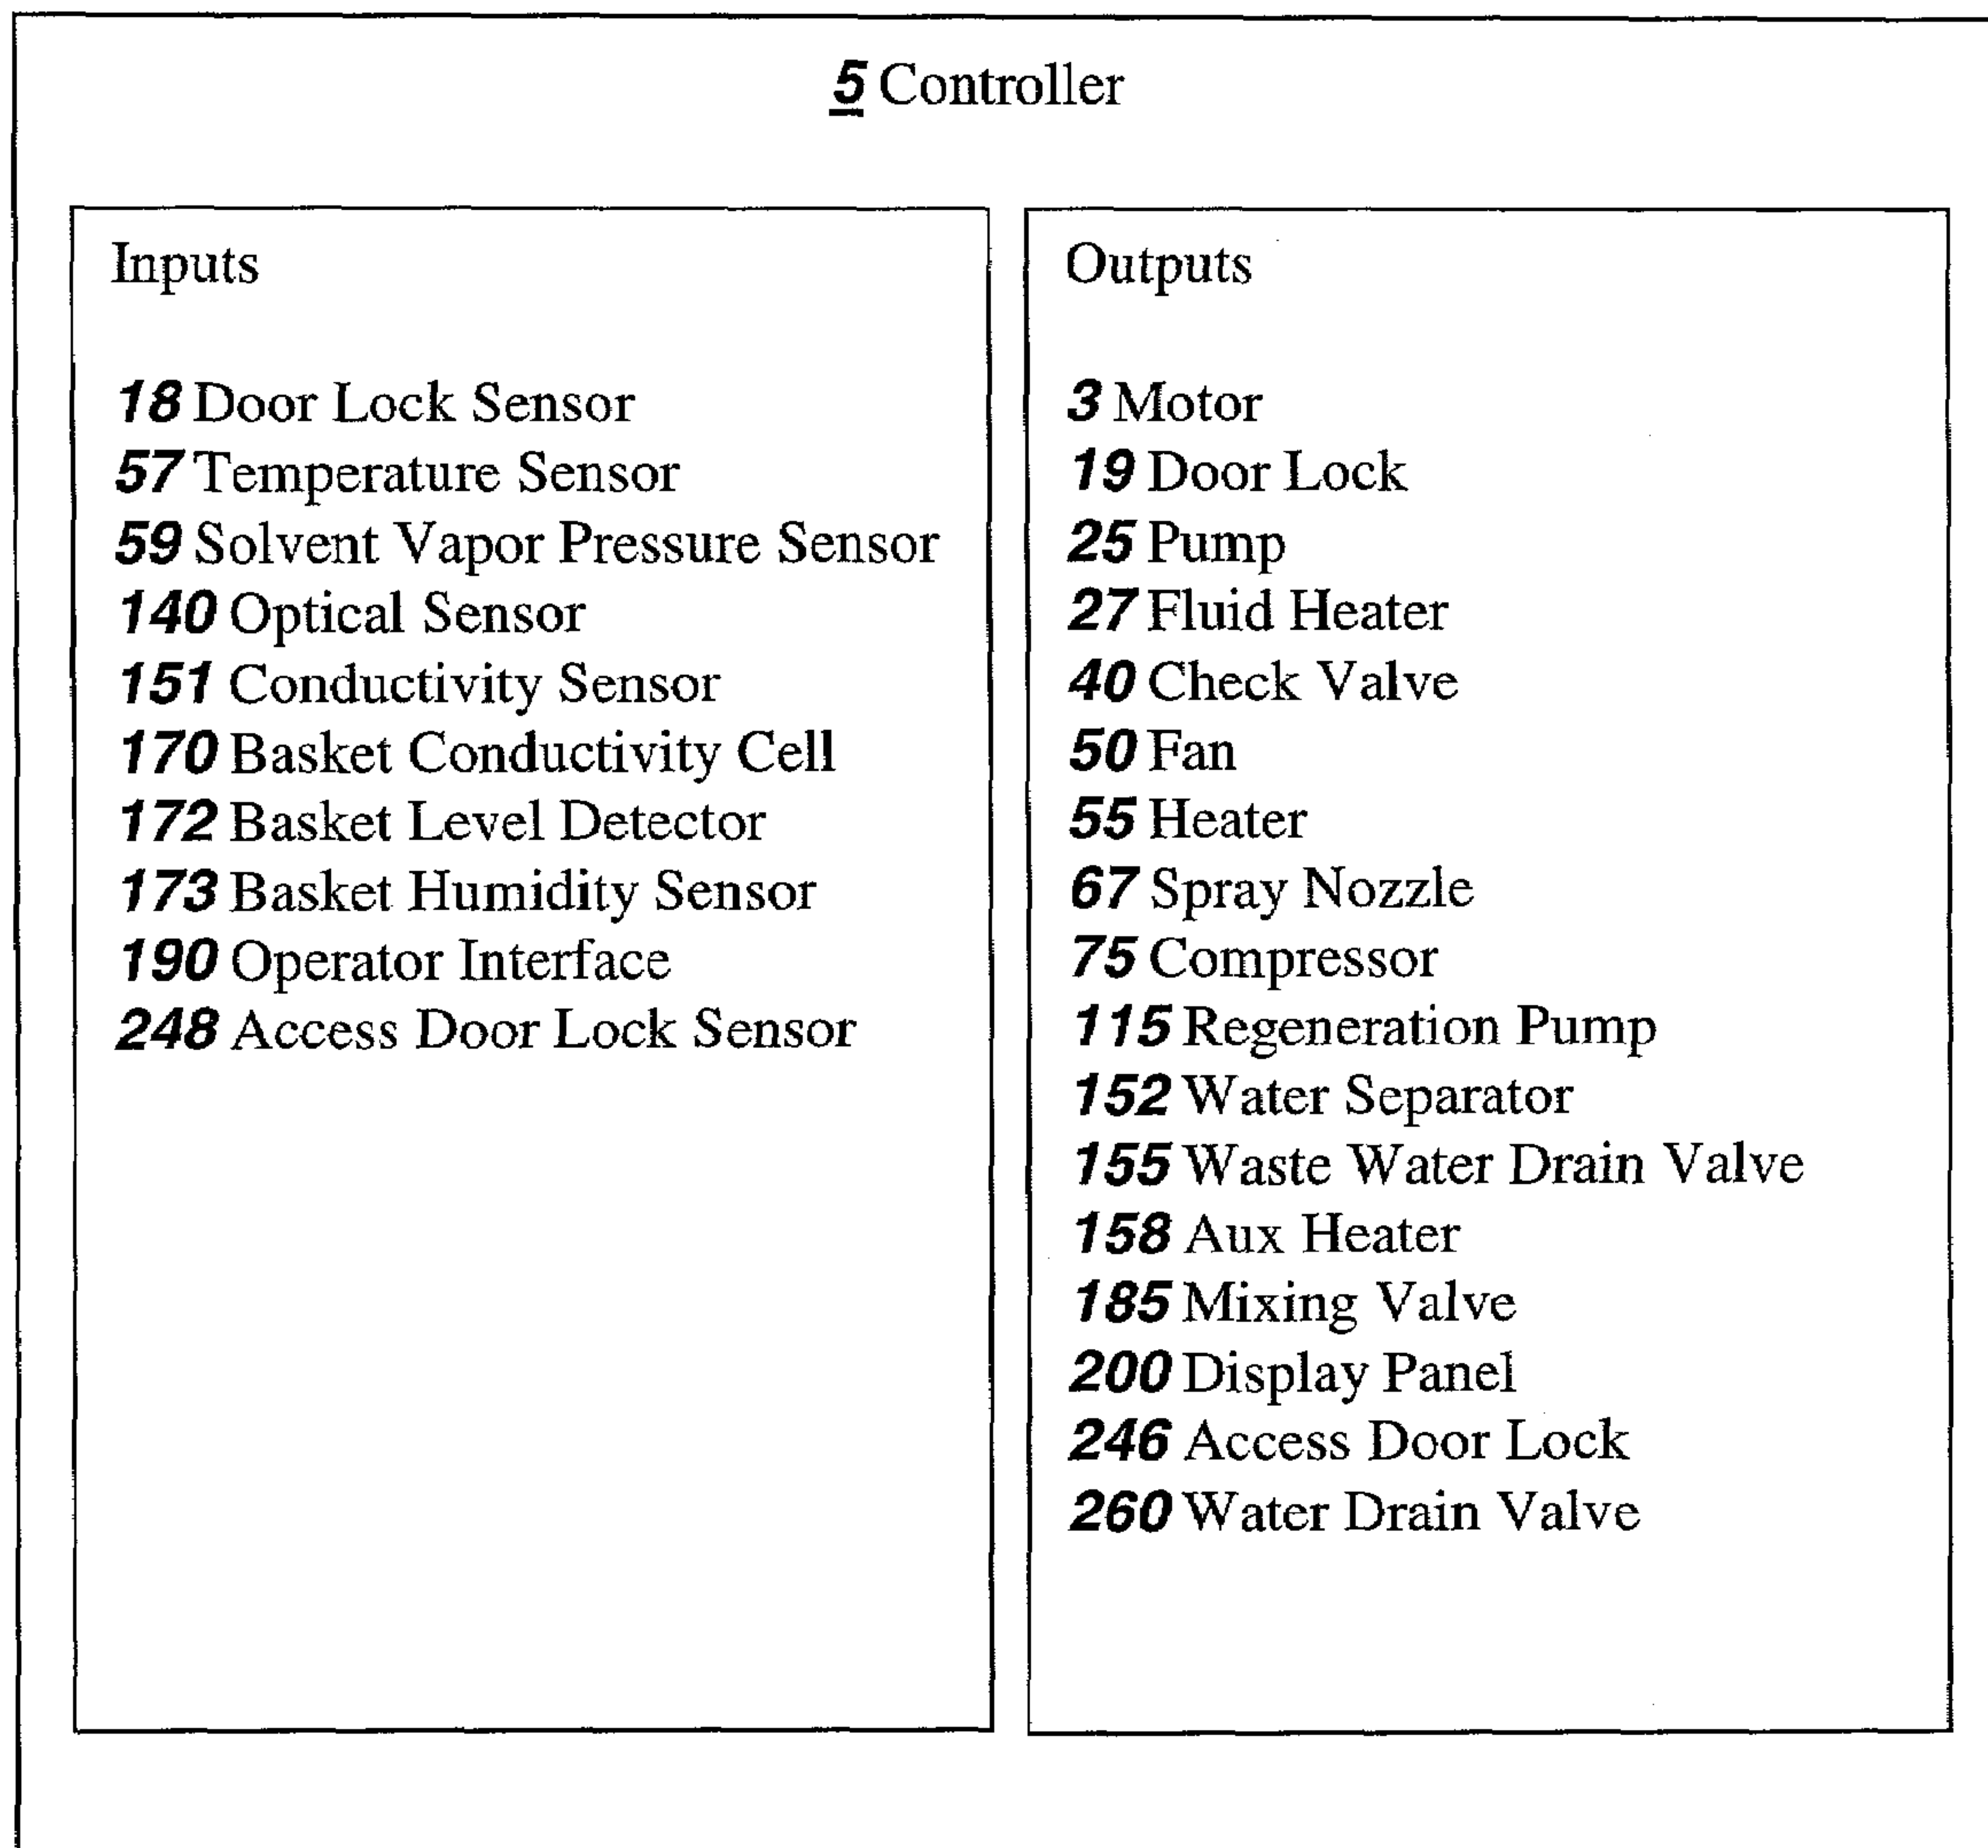 5 Controller
Inputs
18 Door Lock Sensor
57 Temperature Sensor
59 Solvent Vapor Pressure Sensor
140 Optical Sensor
151 Conductivity Sensor
170 Basket Conductivity Cell
172 Basket Level Detector
173 Basket Humidity Sensor
190 Operator Interface
248 Access Door Lock Sensor
Outputs
3 Motor
19 Door Lock
25 Pump
27 Fluid Heater
40 Check Valve
50 Fan
55 Heater
67 Spray Nozzle
75 Compressor
115 Regeneration Pump
152 Water Separator
155 Waste Water Drain Valve
158 Aux Heater
185 Mixing Valve
200 Display Panel
246 Access Door Lock
260 Water Drain Valve